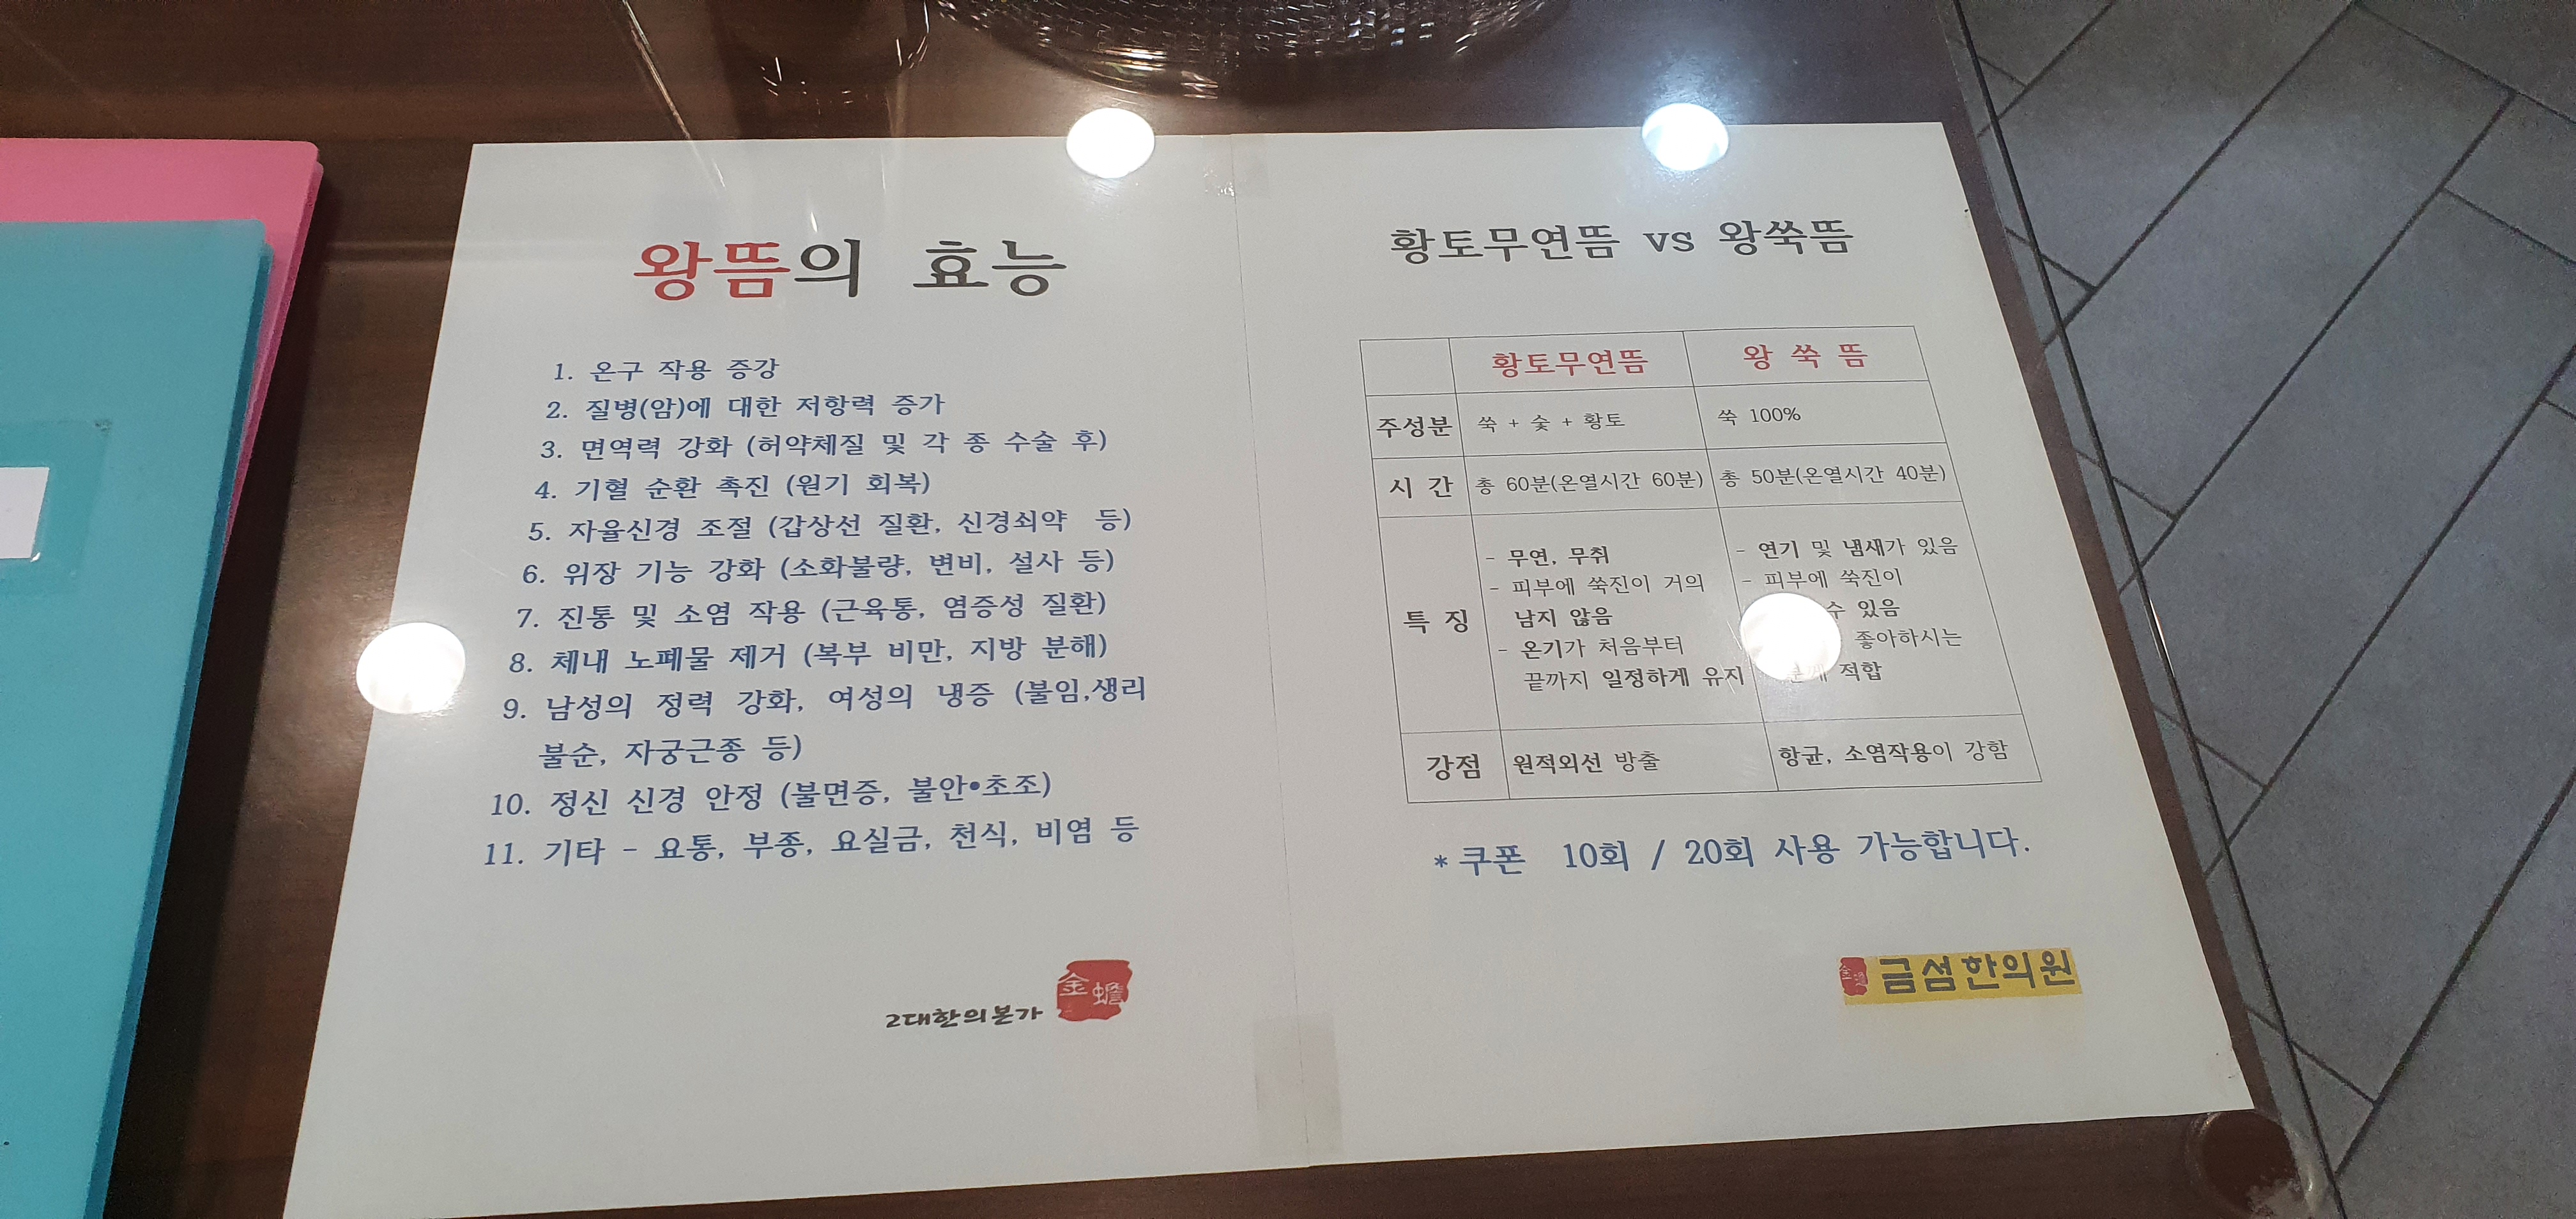 왕뜸의 효능
1. 온구 작용 증강
2. 질병(암)에 대한 저항력 증가
3. 면역력 강화 (허약체질 및 각 종 수술 후)
4. 기혈 순환 촉진 (원기 회복)
5. 자율신경 조절 (갑상선 질환, 신경쇠약 등)
6. 위장 기능 강화 (소화불량, 변비, 설사 등)
7. 진통 및 소염 작용 (근육통, 염증성 질환)
8. 체내 노폐물 제거 (복부 비만, 지방 분해)
9. 남성의 정력 강화, 여성의 냉증 (불임,생리
불순, 자궁근종 등)
10. 정신 신경 안정 (불면증, 불안•초조)
11. 기타 - 요통, 부종, 요실금, 천식, 비염 등
2대한의본가
金蟾
황토무연뜸 vs 왕쑥뜸
황토무연뜸 왕 쑥 뜸
주성분 쑥 + 숯 + 황토 쑥 100%
시 간 총 60분(온열시간 60분) 총 50분(온열시간 40분)
특 징
- 무연, 무취
- 피부에 쑥진이 거의
남지 않음
- 온기가 처음부터
끝까지 일정하게 유지
- 연기 및 냄새가 있음
- 피부에 쑥진이
수 있음
좋아하시는
적합
강점 원적외선 방출 항균, 소염작용이 강함
* 쿠폰 10회 / 20회 사용 가능합니다.
金蟾 금섬한의원